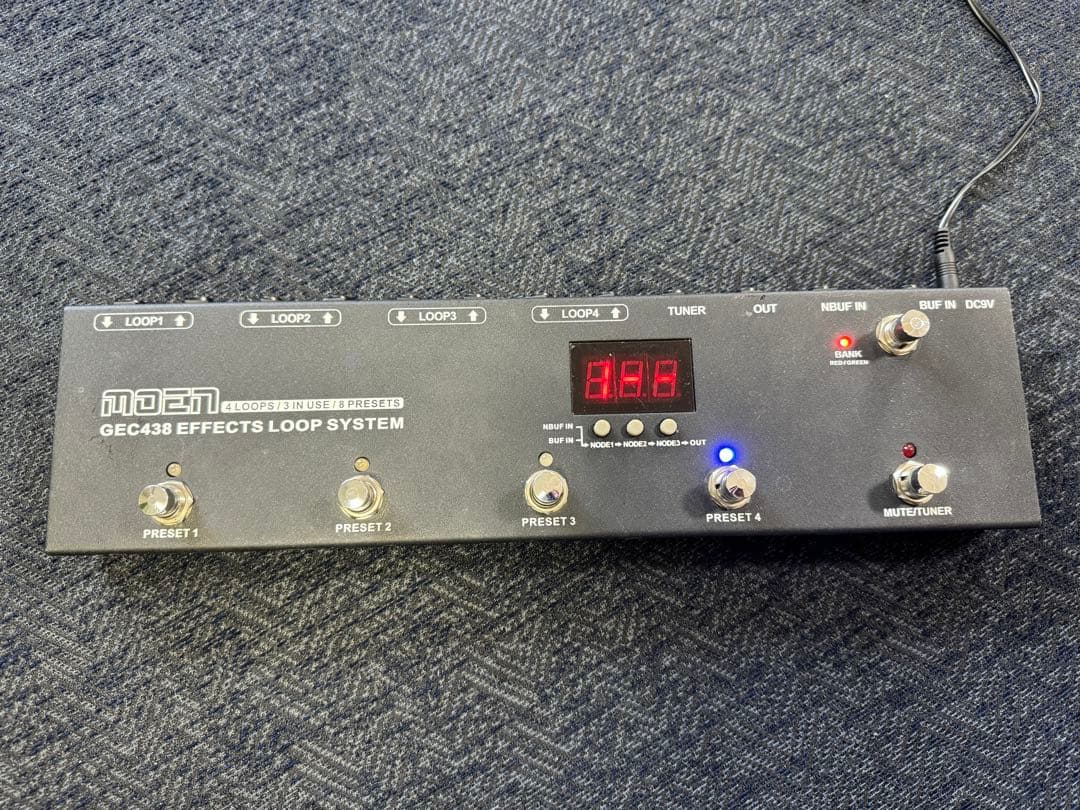 LOOP1 LOOP2 LOOP3 LOOP4 TUNER OUT NBUF IN BUF IN DC9V
BANK
RED/GREEN
1--
MOEN 4 LOOPS / 3 IN USE / 8 PRESETS
GEC438 EFFECTS LOOP SYSTEM
NBUF IN
BUF IN NODE1 NODE2 NODE3 OUT
PRESET 1 PRESET 2 PRESET 3 PRESET 4 MUTE/TUNER